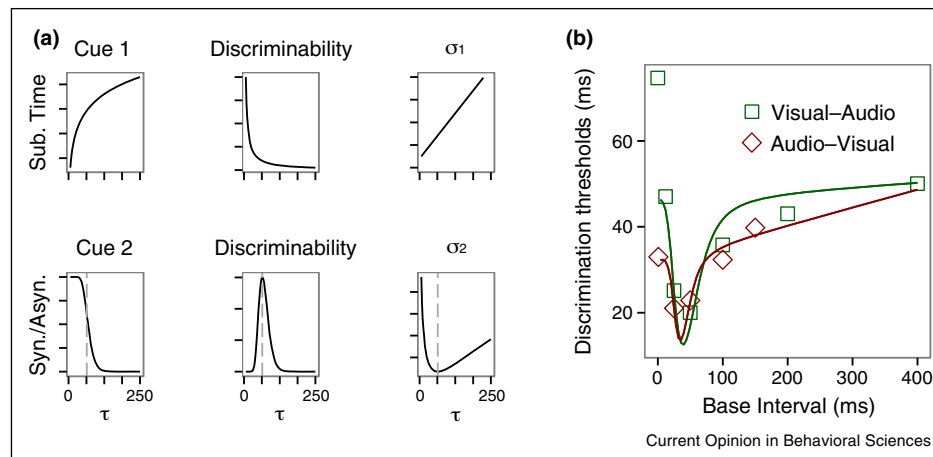 (a)
Cue 1
Discriminability
σ1
Sub. Time
Cue 2
Discriminability
σ2
Syn./Asyn.
0
250
0
250
0
250
τ
τ
τ
(b)
Discrimination thresholds (ms)
60
40
20
Visual–Audio
Audio–Visual
0
100
200
300
400
Base Interval (ms)
Current Opinion in Behavioral Sciences